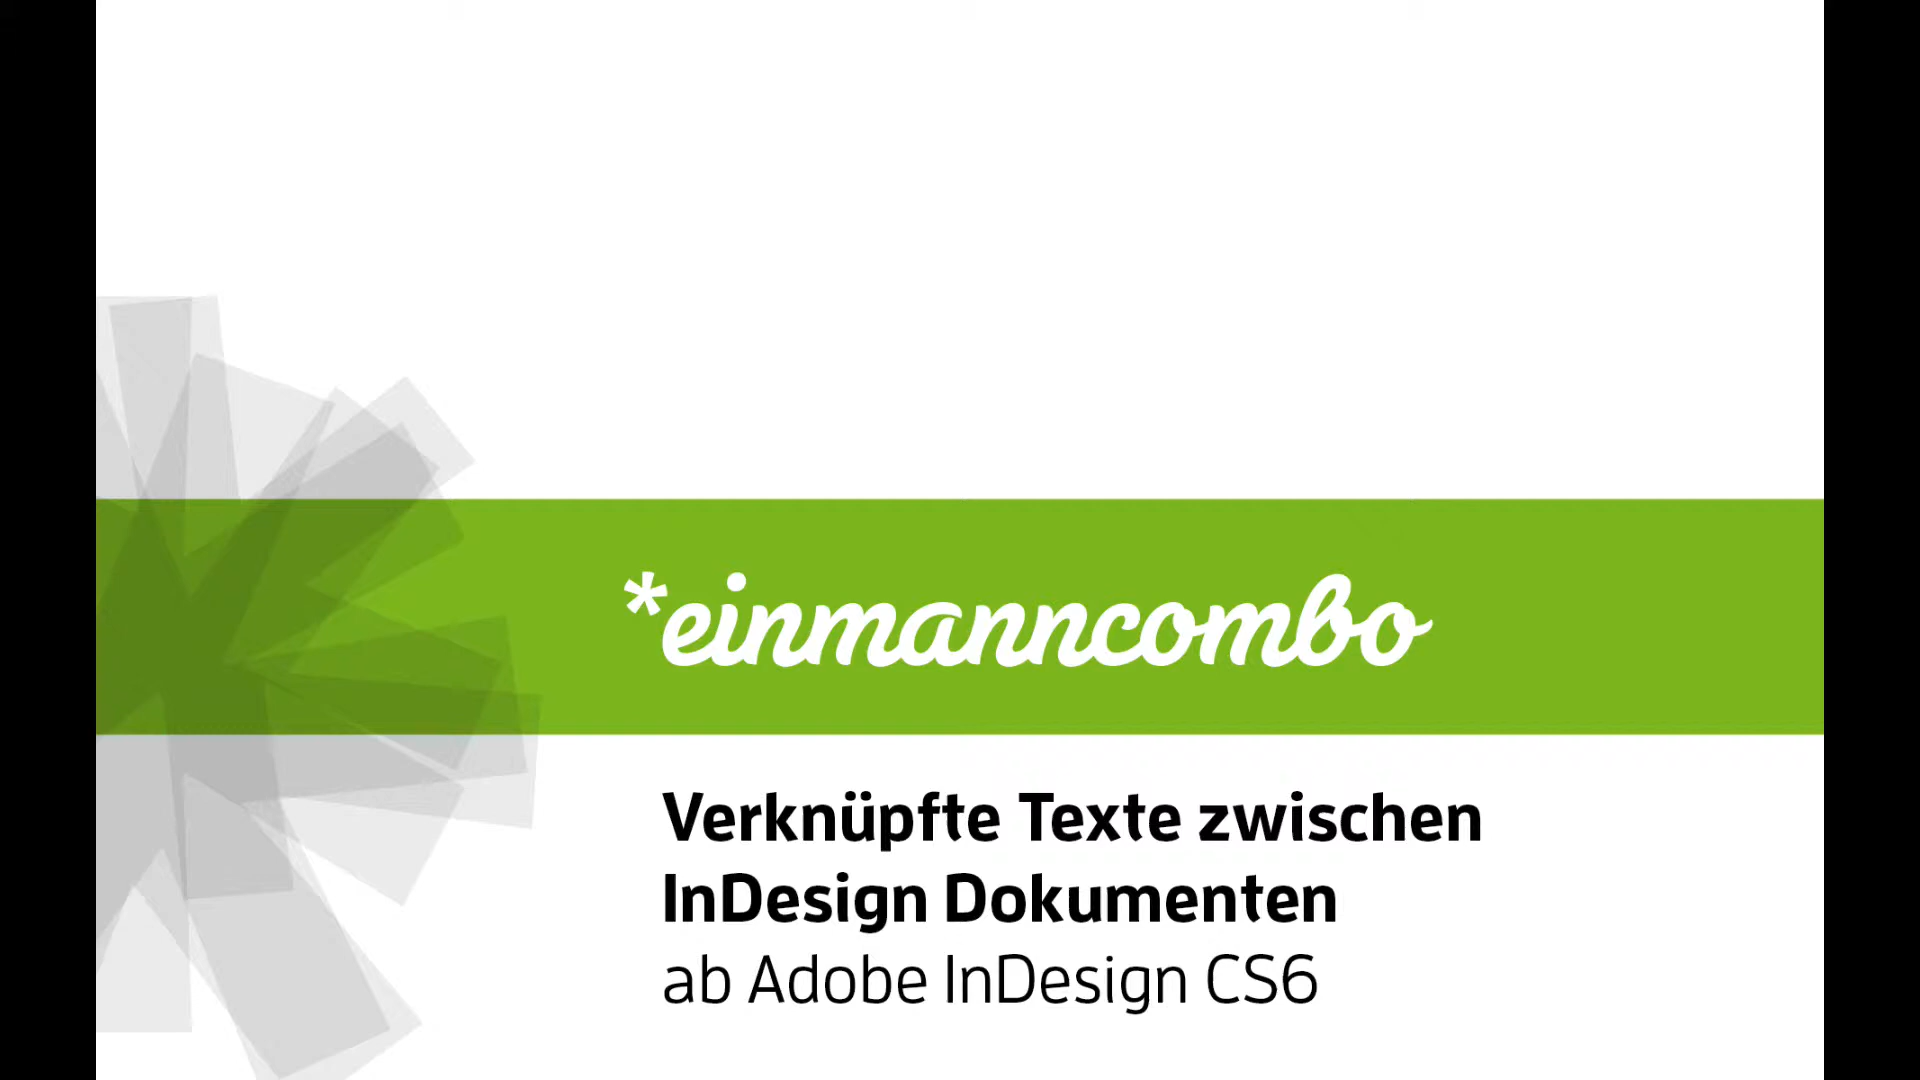 *einmanncombo
Verknüpfte Texte zwischen
InDesign Dokumenten
ab Adobe InDesign CS6